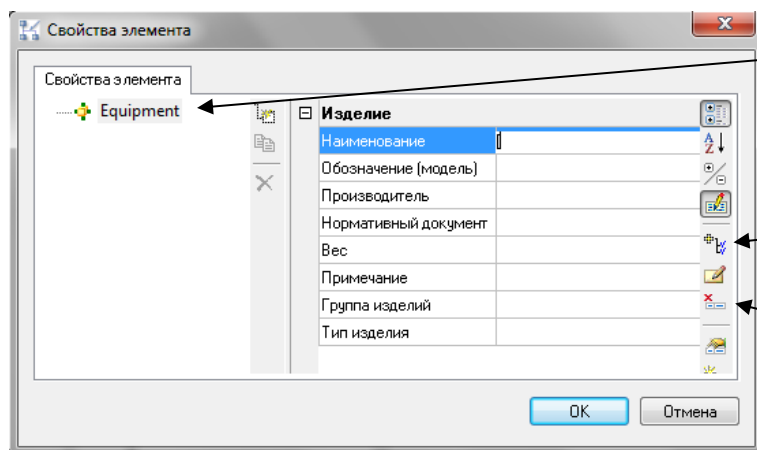 Свойства элемента
Свойства элемента
Equipment
Изделие
Наименование
Обозначение (модель)
Производитель
Нормативный документ
Вес
Примечание
Группа изделий
Тип изделия
OK
Отмена